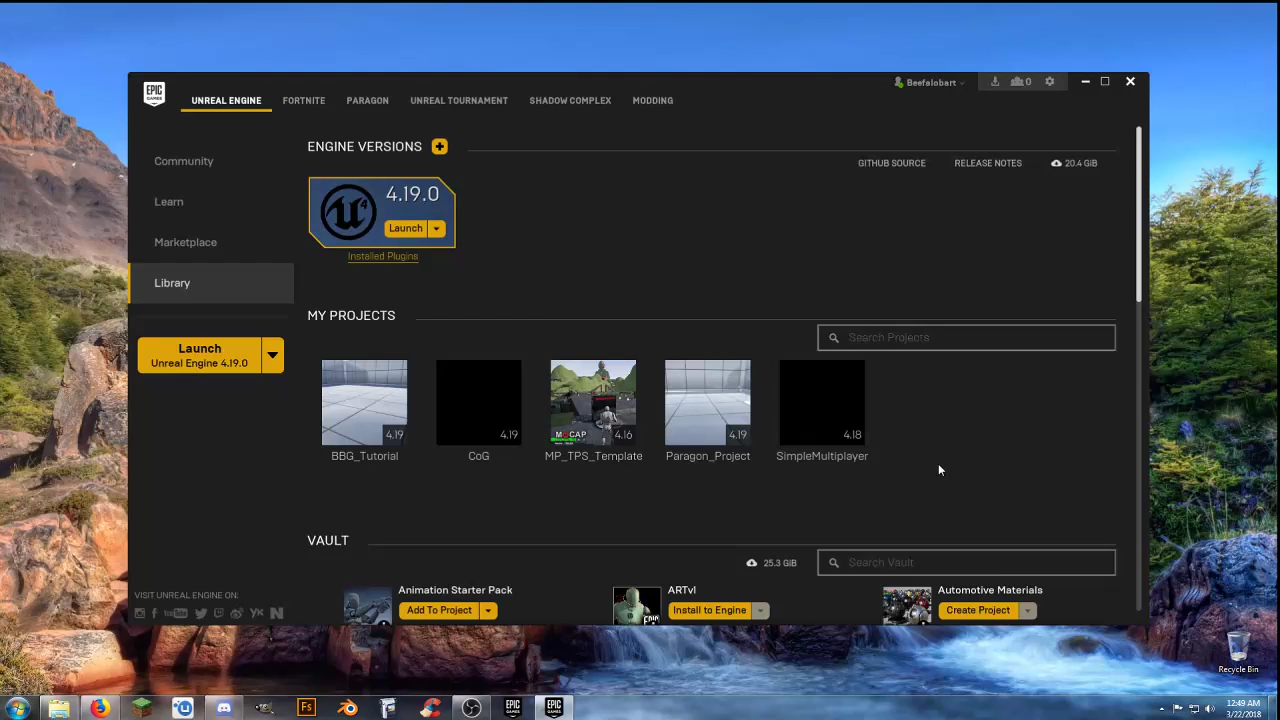 EPIC GAMES
UNREAL ENGINE FORTNITE PARAGON UNREAL TOURNAMENT SHADOW COMPLEX MODDING
Beefalobart 0
Community
Learn
Marketplace
Library
Launch
Unreal Engine 4.19.0
ENGINE VERSIONS
GITHUB SOURCE RELEASE NOTES 20.4 GiB
4.19.0
Launch
Installed Plugins
MY PROJECTS
Search Projects
4.19 4.19 MOCAP 4.16 4.19 4.18
BBG_Tutorial CoG MP_TPS_Template Paragon_Project SimpleMultiplayer
VAULT
25.3 GiB Search Vault
Animation Starter Pack ARTv1 Automotive Materials
Add To Project Install to Engine Create Project
VISIT UNREAL ENGINE ON:
Recycle Bin
Fs
12:49 AM
3/22/2018